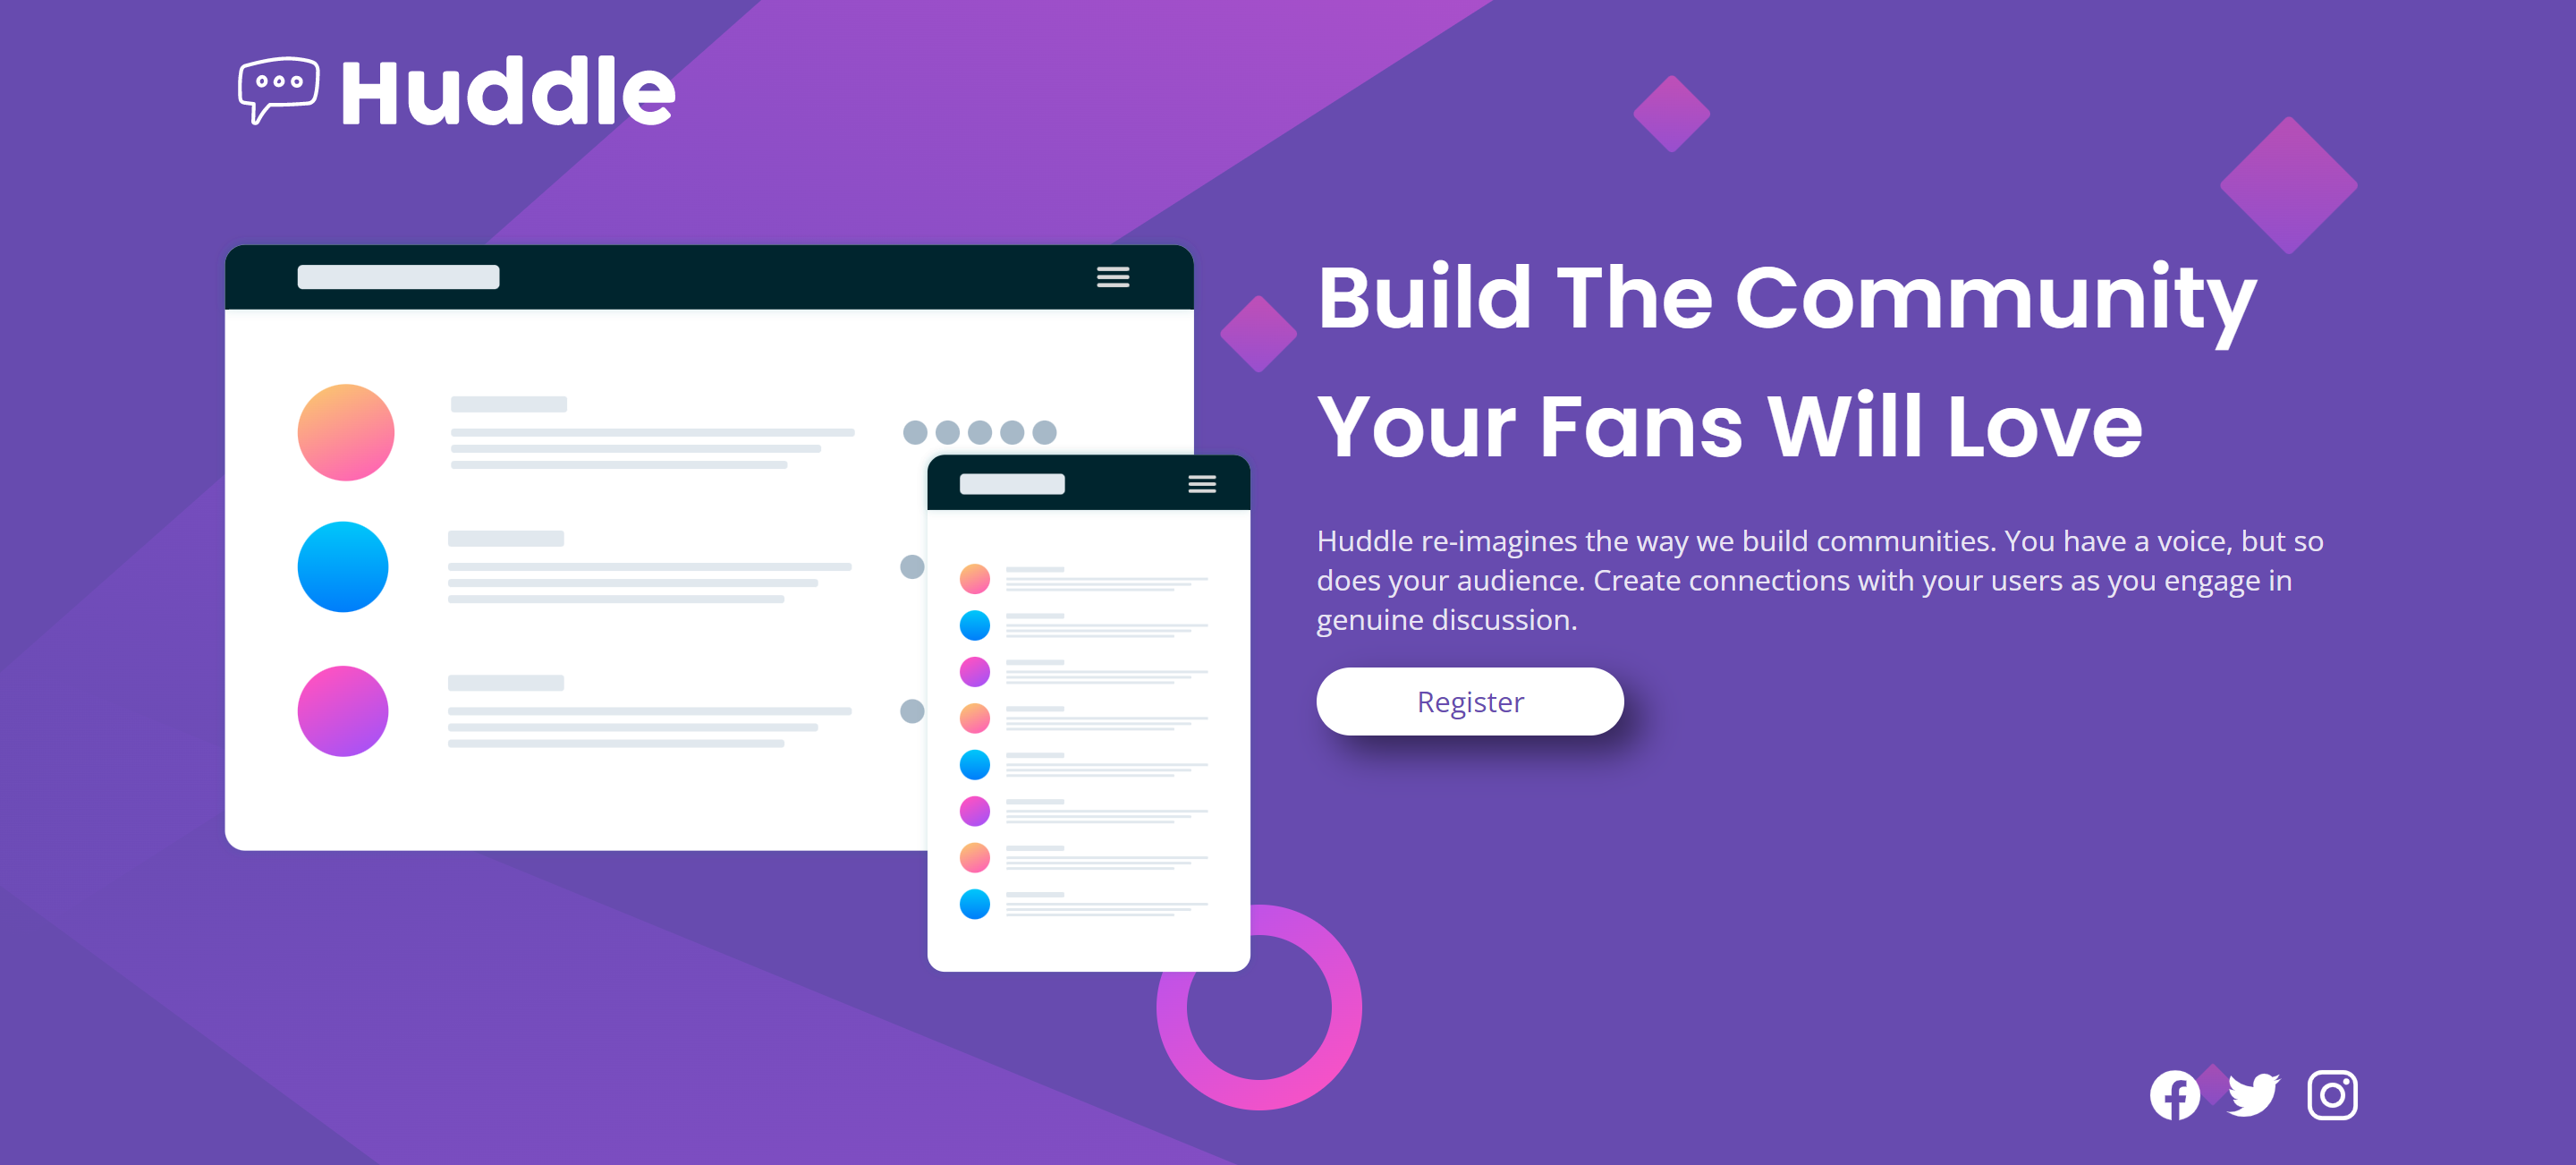 Huddle
Build The Community
Your Fans Will Love
Huddle re-imagines the way we build communities. You have a voice, but so
does your audience. Create connections with your users as you engage in
genuine discussion.
Register